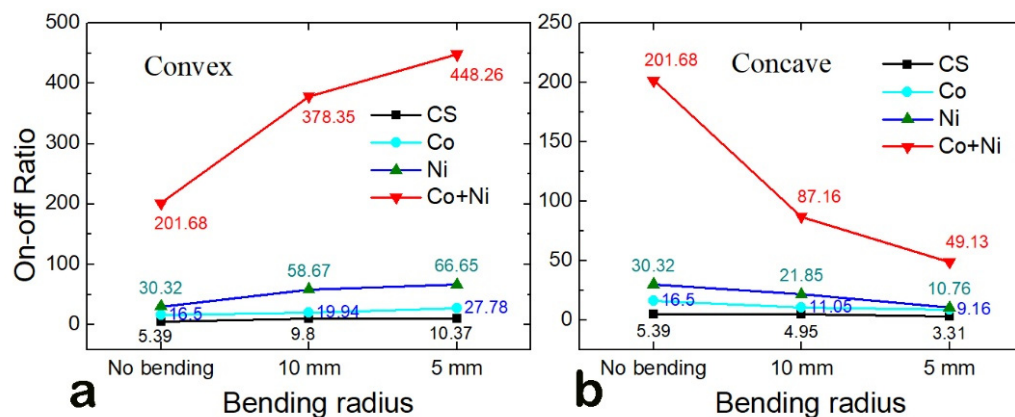 500
400
300
200
100
0
On-off Ratio
Convex
CS
Co
Ni
Co+Ni
201.68
378.35
448.26
30.32
58.67
66.65
16.5
19.94
27.78
5.39
9.8
10.37
No bending
10 mm
5 mm
a
Bending radius
250
200
150
100
50
0
Concave
CS
Co
Ni
Co+Ni
201.68
87.16
49.13
30.32
21.85
10.76
16.5
11.05
9.16
5.39
4.95
3.31
No bending
10 mm
5 mm
b
Bending radius